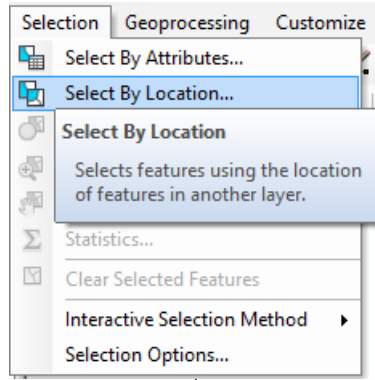 Selection Geoprocessing Customize
Select By Attributes...
Select By Location...
Select By Location
Selects features using the location
of features in another layer.
Statistics...
Clear Selected Features
Interactive Selection Method
Selection Options...